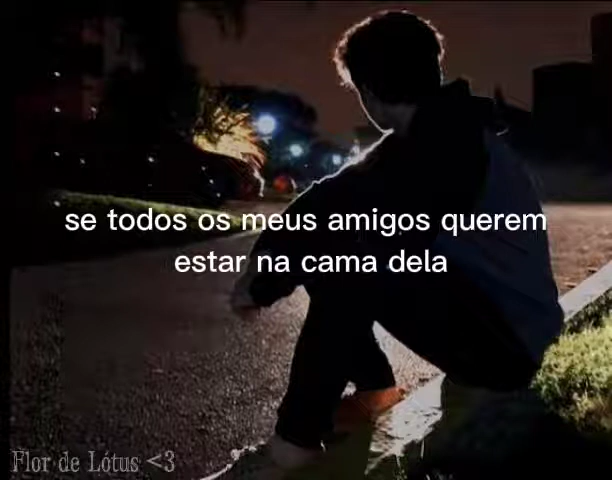 se todos os meus amigos querem
estar na cama dela
Flor de Lótus <3